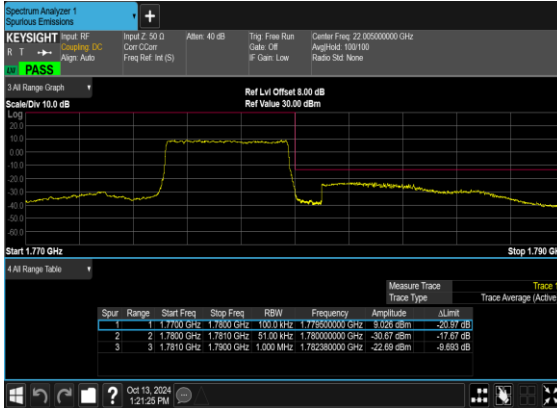 Spectrum Analyzer 1
Spurious Emissions
+
KEYSIGHT Input: RF Input Z: 50 Ω Atten: 40 dB Trig: Free Run Center Freq: 22.005000000 GHz
R T Coupling: DC Corr CCorr Gate: Off Avg|Hold: 100/100
Align: Auto Freq Ref: Int (S) IF Gain: Low Radio Std: None
PASS
3 All Range Graph
Ref Lvl Offset 8.00 dB
Scale/Div 10.0 dB Ref Value 30.00 dBm
Log
20.0
10.0
0.00
-10.0
-20.0
-30.0
-40.0
-50.0
-60.0
Start 1.770 GHz Stop 1.790 GH
4 All Range Table
Measure Trace Trace 1
Trace Type Trace Average (Active
Spur Range Start Freq Stop Freq RBW Frequency Amplitude ΔLimit
1 1 1.7700 GHz 1.7800 GHz 100.0 kHz 1.779500000 GHz 9.026 dBm -20.97 dB
2 2 1.7800 GHz 1.7810 GHz 51.00 kHz 1.780000000 GHz -30.67 dBm -17.67 dB
3 3 1.7810 GHz 1.7900 GHz 1.000 MHz 1.782380000 GHz -22.69 dBm -9.693 dB
? Oct 13, 2024
1:21:25 PM